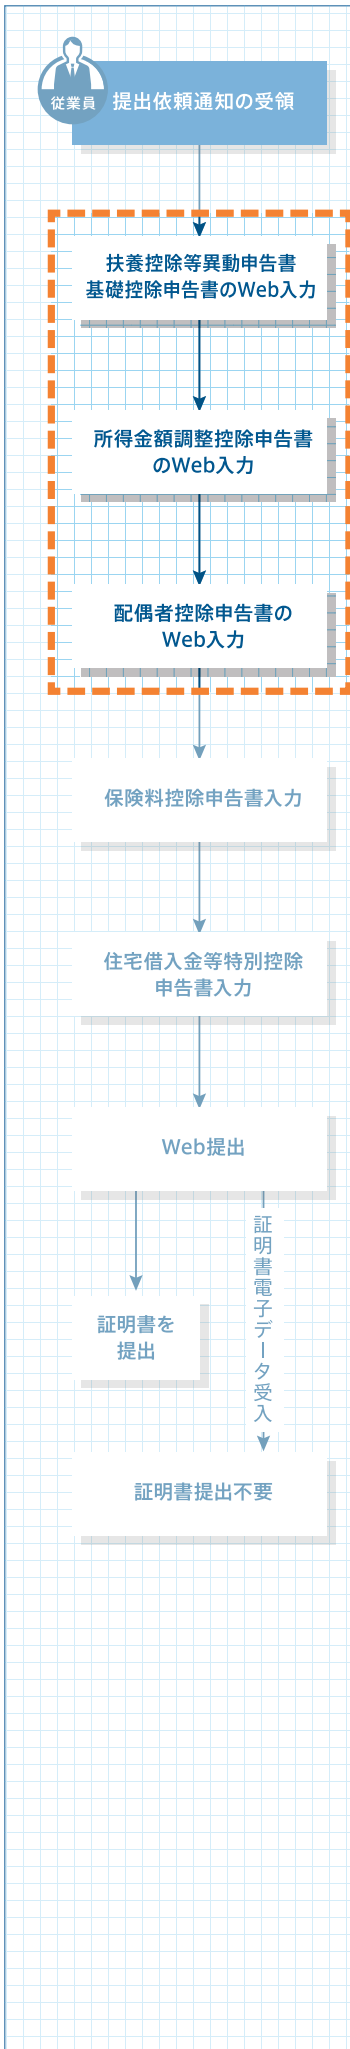 従業員
提出依頼通知の受領
扶養控除等異動申告書
基礎控除申告書のWeb入力
所得金額調整控除申告書
のWeb入力
配偶者控除申告書の
Web入力
保険料控除申告書入力
住宅借入金等特別控除
申告書入力
Web提出
証明書電子データ受入
証明書を
提出
証明書提出不要